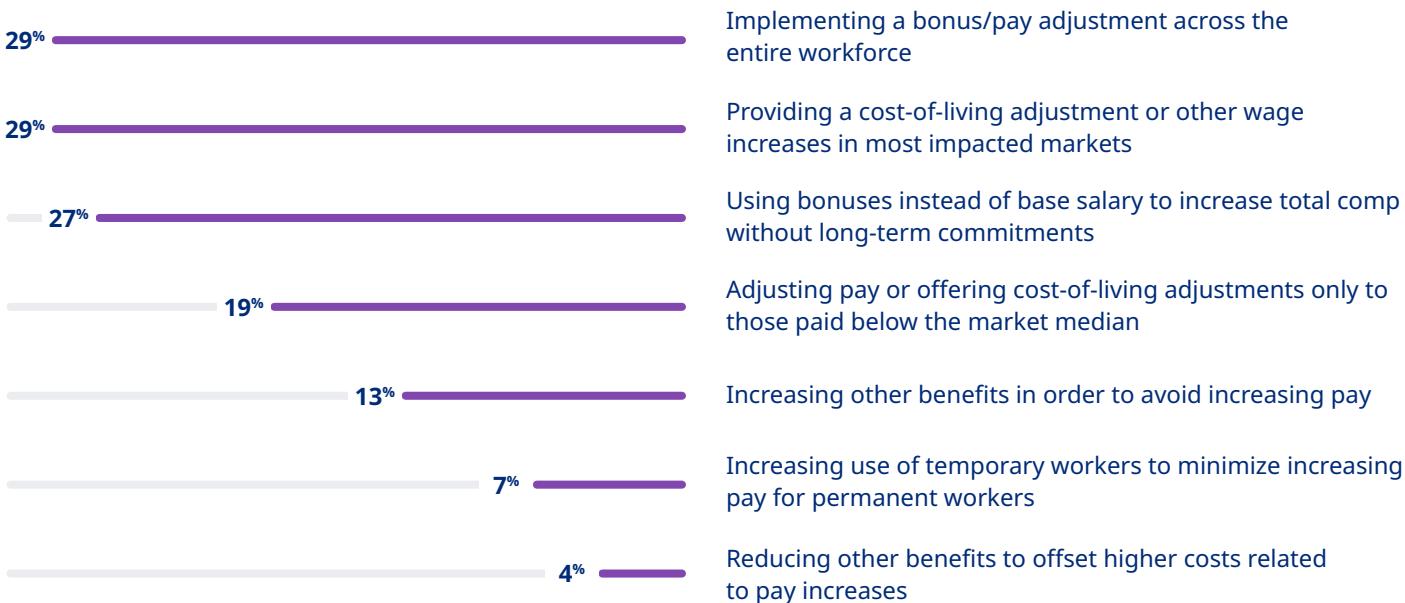 29% Implementing a bonus/pay adjustment across the
entire workforce
29% Providing a cost-of-living adjustment or other wage
increases in most impacted markets
27% Using bonuses instead of base salary to increase total comp
without long-term commitments
19% Adjusting pay or offering cost-of-living adjustments only to
those paid below the market median
13% Increasing other benefits in order to avoid increasing pay
7% Increasing use of temporary workers to minimize increasing
pay for permanent workers
4% Reducing other benefits to offset higher costs related
to pay increases